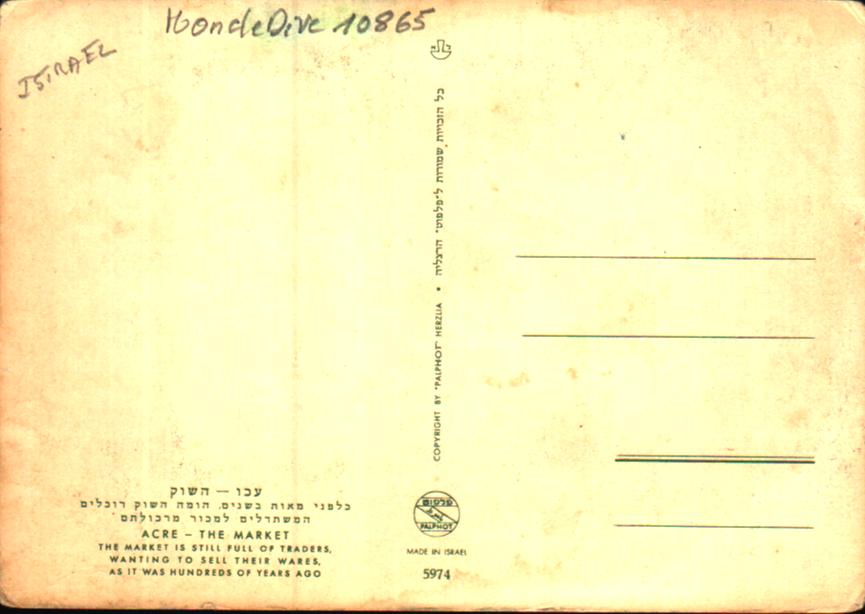 MondeDive 10865
ISIRAEL
כל הזכויות שמורות ל״פלפוט״ הרצליה
COPYRIGHT BY "PALPHOT" HERZLIA
עכו — השוק
כלפני מאות בשנים, הומה השוק רוכלים
המשתדלים למכור מרכולתם
ACRE – THE MARKET
THE MARKET IS STILL FULL OF TRADERS,
WANTING TO SELL THEIR WARES,
AS IT WAS HUNDREDS OF YEARS AGO
פלפוט
PALPHOT
MADE IN ISRAEL
5974